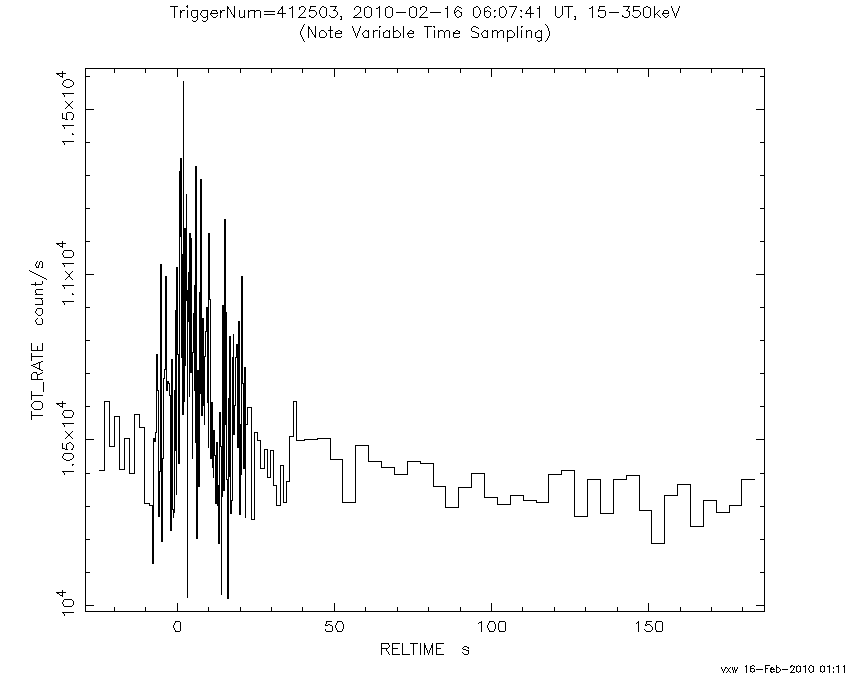 TriggerNum=412503, 2010-02-16 06:07:41 UT, 15-350keV
(Note Variable Time Sampling)
1.15×10⁴
1.1×10⁴
1.05×10⁴
10⁴
TOT_RATE count/s
0 50 100 150
RELTIME s
vxw 16-Feb-2010 01:11